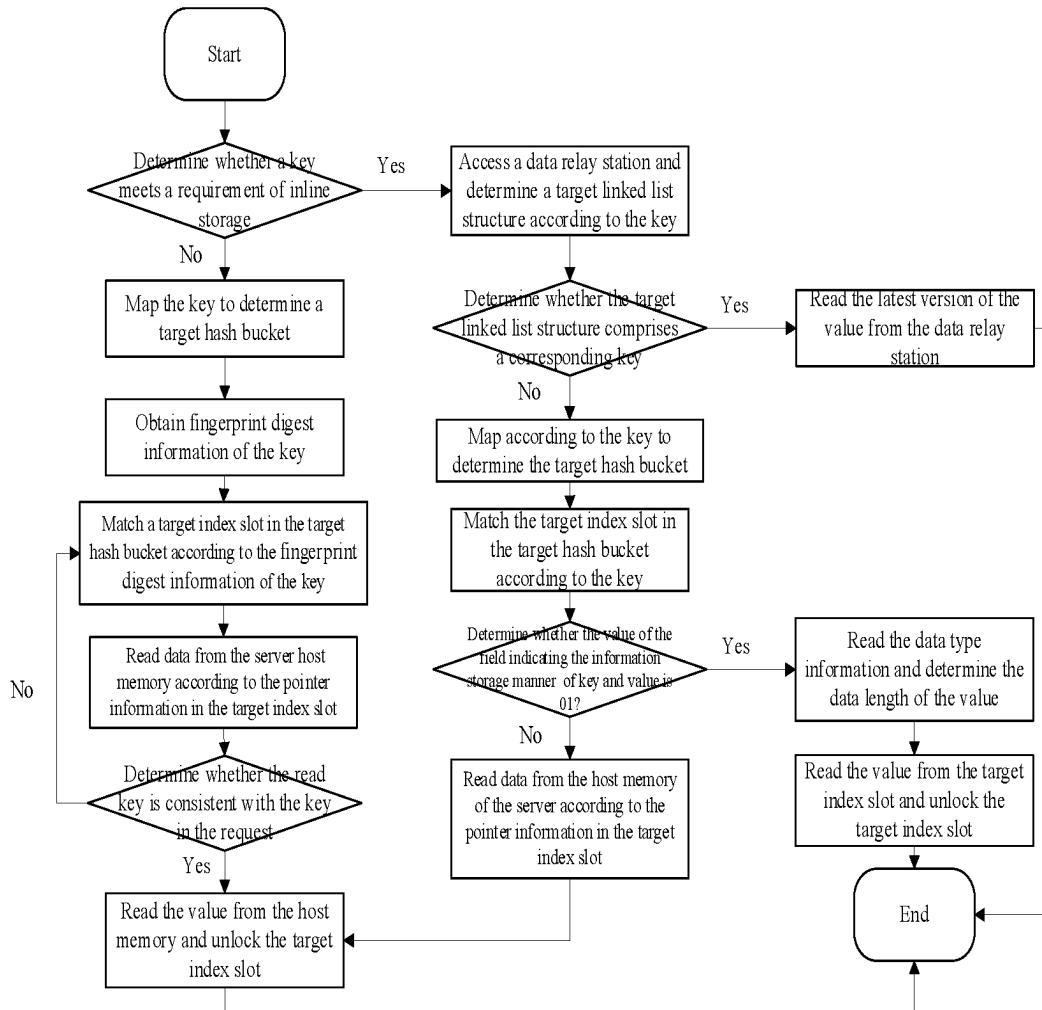 Start
Determine whether a key
meets a requirement of inline
storage
Yes
Access a data relay station and
determine a target linked list
structure according to the key
No
Map the key to determine a
target hash bucket
Determine whether the target
linked list structure comprises
a corresponding key
Yes
Read the latest version of the
value from the data relay
station
No
Obtain fingerprint digest
information of the key
Map according to the key to
determine the target hash bucket
Match a target index slot in the target
hash bucket according to the fingerprint
digest information of the key
Match the target index slot in
the target hash bucket
according to the key
Determine whether the value of the
field indicating the information
storage manner of key and value is
01?
Yes
Read the data type
information and determine the
data length of the value
Read data from the server host
memory according to the pointer
information in the target index slot
No
No
Determine whether the read
key is consistent with the key
in the request
Read data from the host memory
of the server according to the
pointer information in the target
index slot
Read the value from the target
index slot and unlock the
target index slot
Yes
Read the value from the host
memory and unlock the target
index slot
End